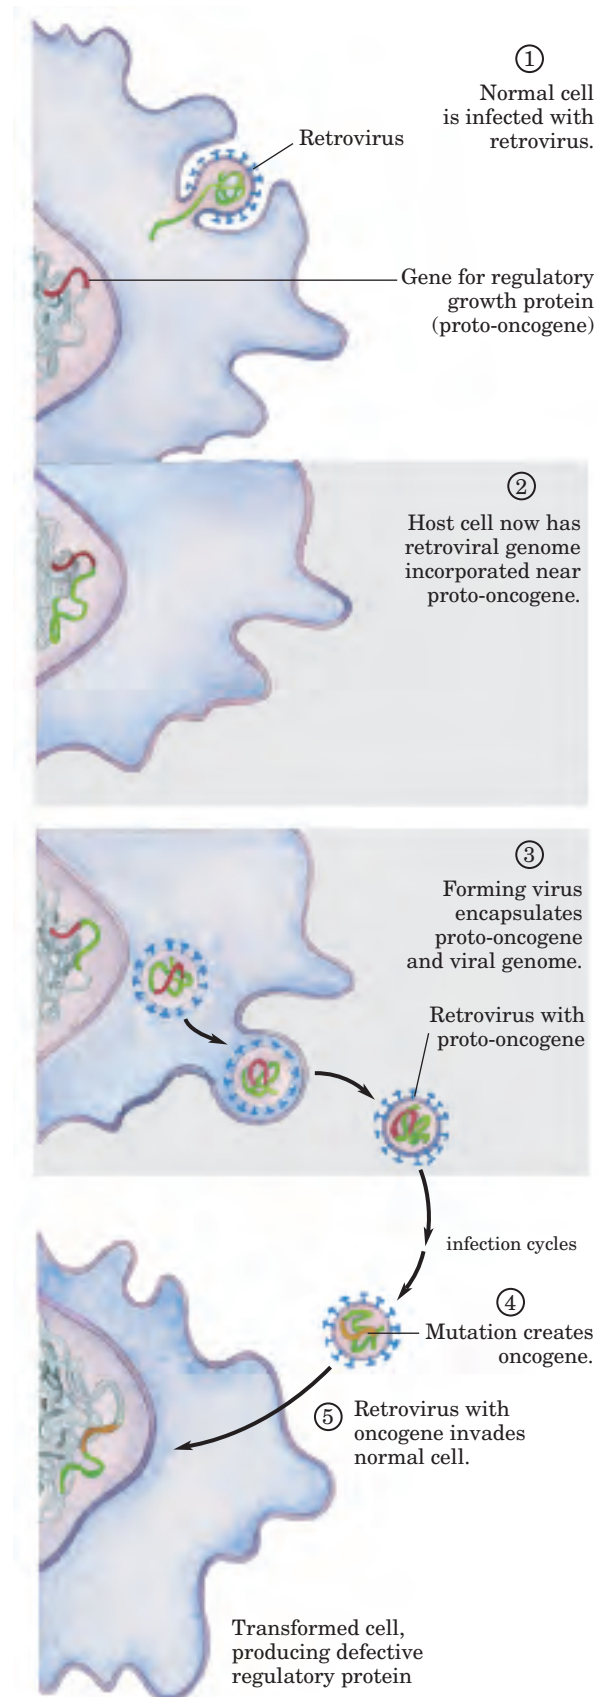 ①
Normal cell
is infected with
retrovirus.
Retrovirus
Gene for regulatory
growth protein
(proto-oncogene)
②
Host cell now has
retroviral genome
incorporated near
proto-oncogene.
③
Forming virus
encapsulates
proto-oncogene
and viral genome.
Retrovirus with
proto-oncogene
infection cycles
④
Mutation creates
oncogene.
⑤ Retrovirus with
oncogene invades
normal cell.
Transformed cell,
producing defective
regulatory protein